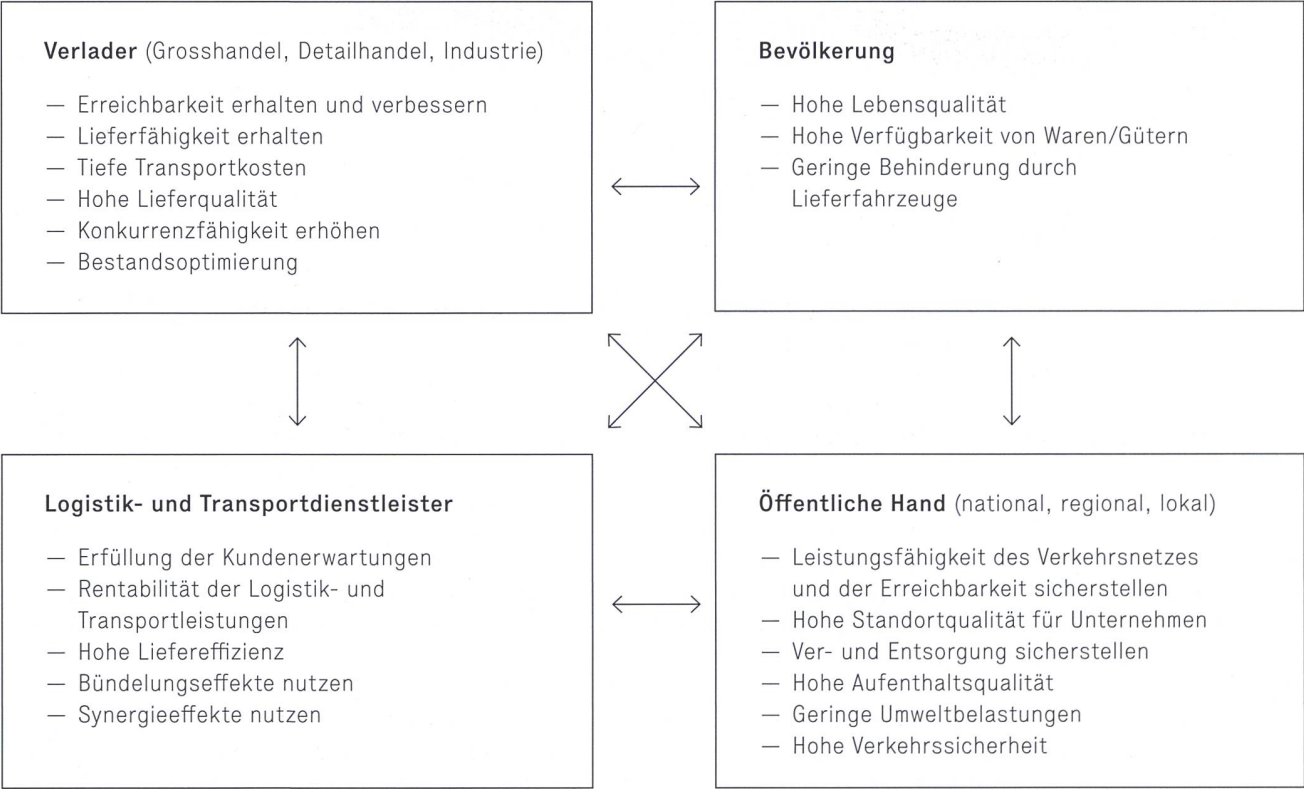 Verlader (Grosshandel, Detailhandel, Industrie)
— Erreichbarkeit erhalten und verbessern
— Lieferfähigkeit erhalten
— Tiefe Transportkosten
— Hohe Lieferqualität
— Konkurrenzfähigkeit erhöhen
— Bestandsoptimierung
Bevölkerung
— Hohe Lebensqualität
— Hohe Verfügbarkeit von Waren/Gütern
— Geringe Behinderung durch
Lieferfahrzeuge
Logistik- und Transportdienstleister
— Erfüllung der Kundenerwartungen
— Rentabilität der Logistik- und
Transportleistungen
— Hohe Liefereffizienz
— Bündelungseffekte nutzen
— Synergieeffekte nutzen
Öffentliche Hand (national, regional, lokal)
— Leistungsfähigkeit des Verkehrsnetzes
und der Erreichbarkeit sicherstellen
— Hohe Standortqualität für Unternehmen
— Ver- und Entsorgung sicherstellen
— Hohe Aufenthaltsqualität
— Geringe Umweltbelastungen
— Hohe Verkehrssicherheit